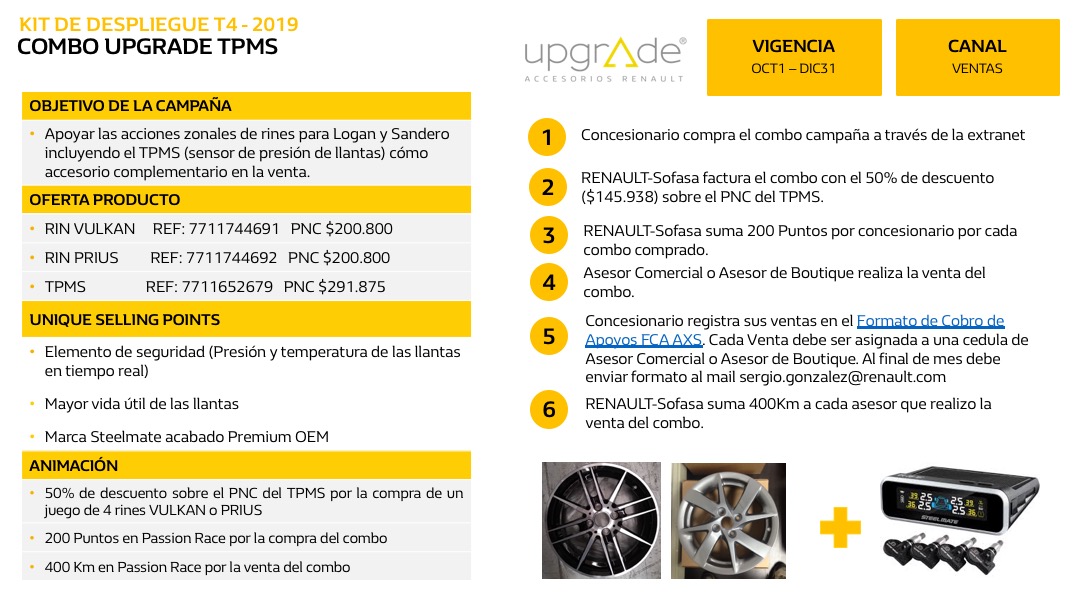 KIT DE DESPLIEGUE T4 - 2019
COMBO UPGRADE TPMS
upgrade®
ACCESORIOS RENAULT
VIGENCIA
OCT1 – DIC31
CANAL
VENTAS
OBJETIVO DE LA CAMPAÑA
• Apoyar las acciones zonales de rines para Logan y Sandero
incluyendo el TPMS (sensor de presión de llantas) cómo
accesorio complementario en la venta.
OFERTA PRODUCTO
• RIN VULKAN REF: 7711744691 PNC $200.800
• RIN PRIUS REF: 7711744692 PNC $200.800
• TPMS REF: 7711652679 PNC $291.875
UNIQUE SELLING POINTS
• Elemento de seguridad (Presión y temperatura de las llantas
en tiempo real)
• Mayor vida útil de las llantas
• Marca Steelmate acabado Premium OEM
ANIMACIÓN
• 50% de descuento sobre el PNC del TPMS por la compra de un
juego de 4 rines VULKAN o PRIUS
• 200 Puntos en Passion Race por la compra del combo
• 400 Km en Passion Race por la venta del combo
1 Concesionario compra el combo campaña a través de la extranet
2 RENAULT-Sofasa factura el combo con el 50% de descuento
($145.938) sobre el PNC del TPMS.
3 RENAULT-Sofasa suma 200 Puntos por concesionario por cada
combo comprado.
4 Asesor Comercial o Asesor de Boutique realiza la venta del
combo.
5 Concesionario registra sus ventas en el Formato de Cobro de
Apoyos FCA AXS. Cada Venta debe ser asignada a una cedula de
Asesor Comercial o Asesor de Boutique. Al final de mes debe
enviar formato al mail sergio.gonzalez@renault.com
6 RENAULT-Sofasa suma 400Km a cada asesor que realizo la
venta del combo.
39 2.5 2.5 39
36 2.5 2.5 36
STEELMATE